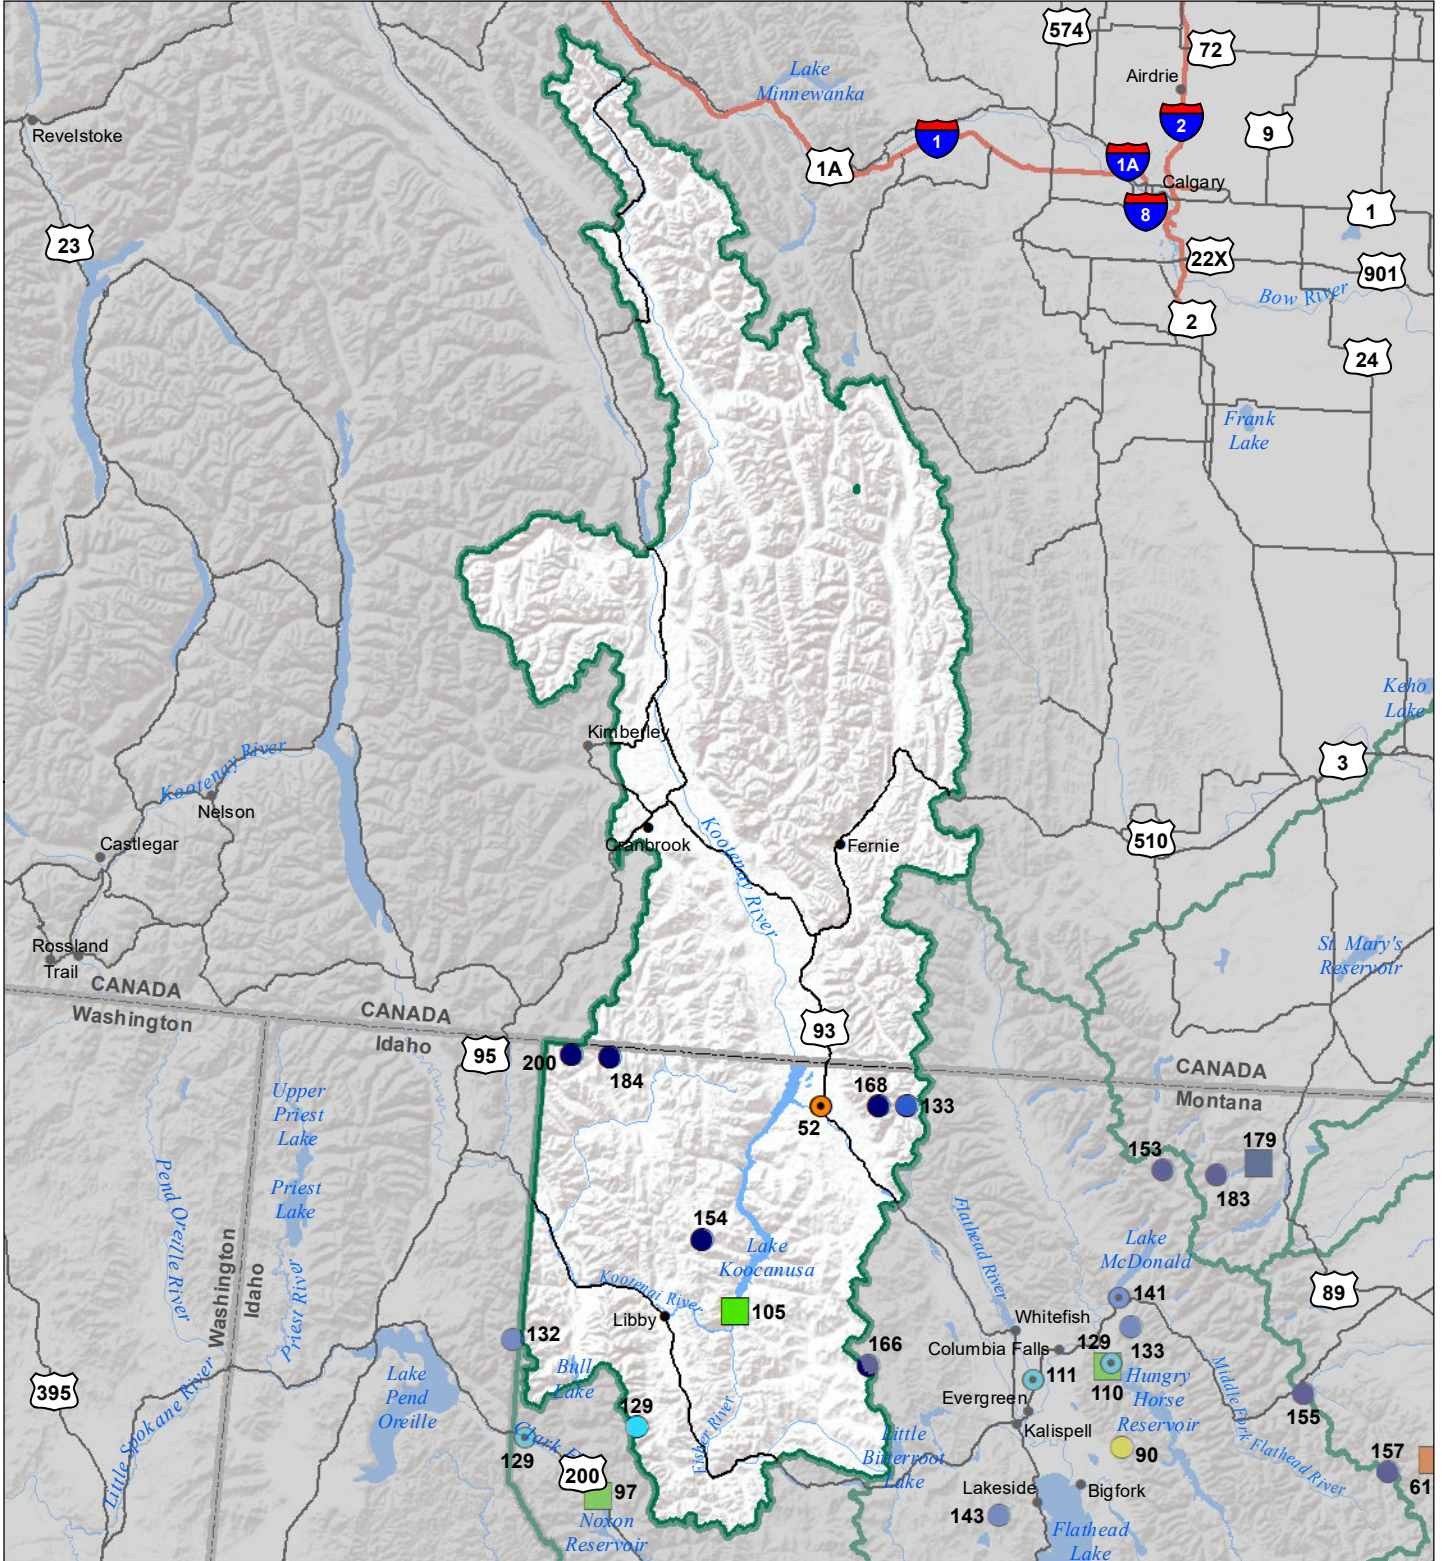 574
72
Airdrie
Lake
Minnewanka
2
9
1
Revelstoke
1A
1A
Calgary
8
1
23
22X
901
Bow River
2
24
Frank
Lake
Keho
Lake
Kimberley
Kootenay River
3
Nelson
Kootenay River
510
Castlegar
Cranbrook
Fernie
Rossland
Trail
St. Mary's
Reservoir
CANADA
Washington
CANADA
Idaho
95
93
200
184
CANADA
Montana
168
133
52
Upper
Priest
Lake
179
153
183
Pend Oreille River
Priest
Lake
154
Lake
Koocanusa
Flathead River
Lake
McDonald
Washington
Idaho
Priest River
Kootenai River
141
89
Libby
105
Whitefish
132
Columbia Falls
129
133
166
111
110
Hungry
Horse
Reservoir
Middle Fork Flathead River
395
Lake
Pend
Oreille
Bull
Lake
Evergreen
155
Little Spokane River
129
Kalispell
Fisher River
Little
Bitterroot
Lake
Clark F
129
90
157
200
97
Lakeside
Bigfork
61
143
Noxon
Reservoir
Flathead
Lake